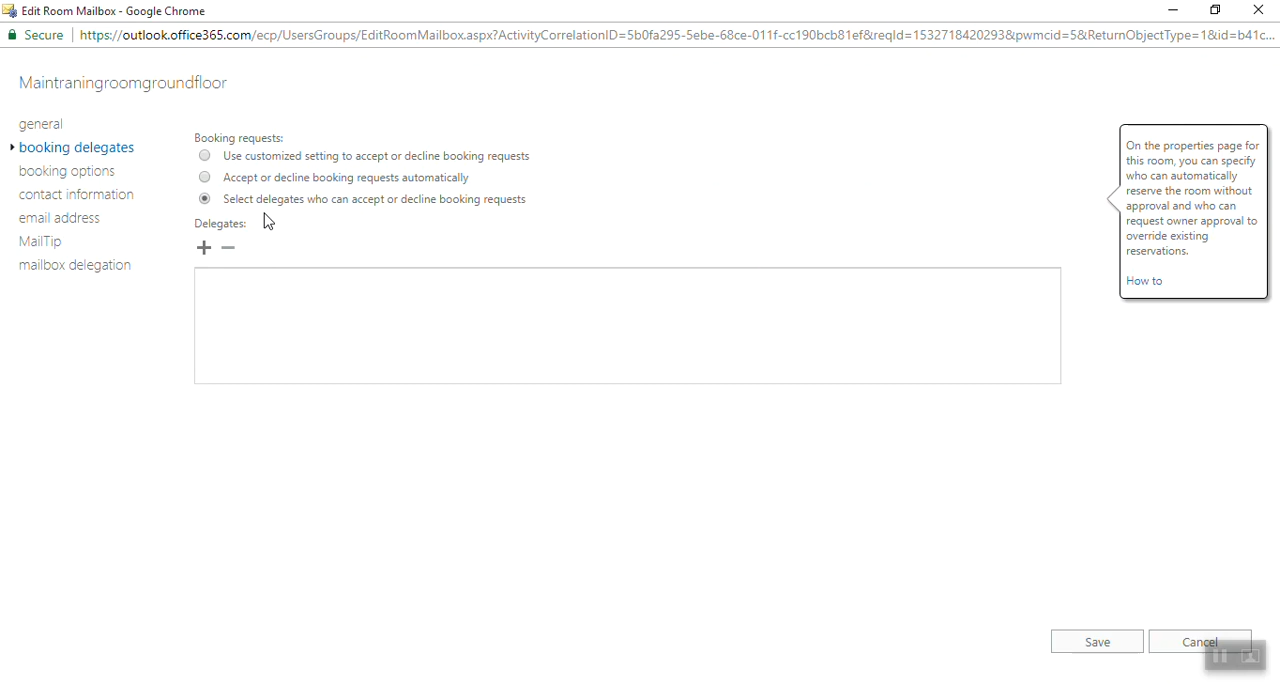 Edit Room Mailbox - Google Chrome
Secure https://outlook.office365.com/ecp/UsersGroups/EditRoomMailbox.aspx?ActivityCorrelationID=5b0fa295-5ebe-68ce-011f-cc190bcb81ef&reqId=1532718420293&pwmcid=5&ReturnObjectType=1&id=b41c...
Maintraningroomgroundfloor
general
booking delegates
booking options
contact information
email address
MailTip
mailbox delegation
Booking requests:
Use customized setting to accept or decline booking requests
Accept or decline booking requests automatically
Select delegates who can accept or decline booking requests
Delegates:
On the properties page for
this room, you can specify
who can automatically
reserve the room without
approval and who can
request owner approval to
override existing
reservations.
How to
Save
Cancel